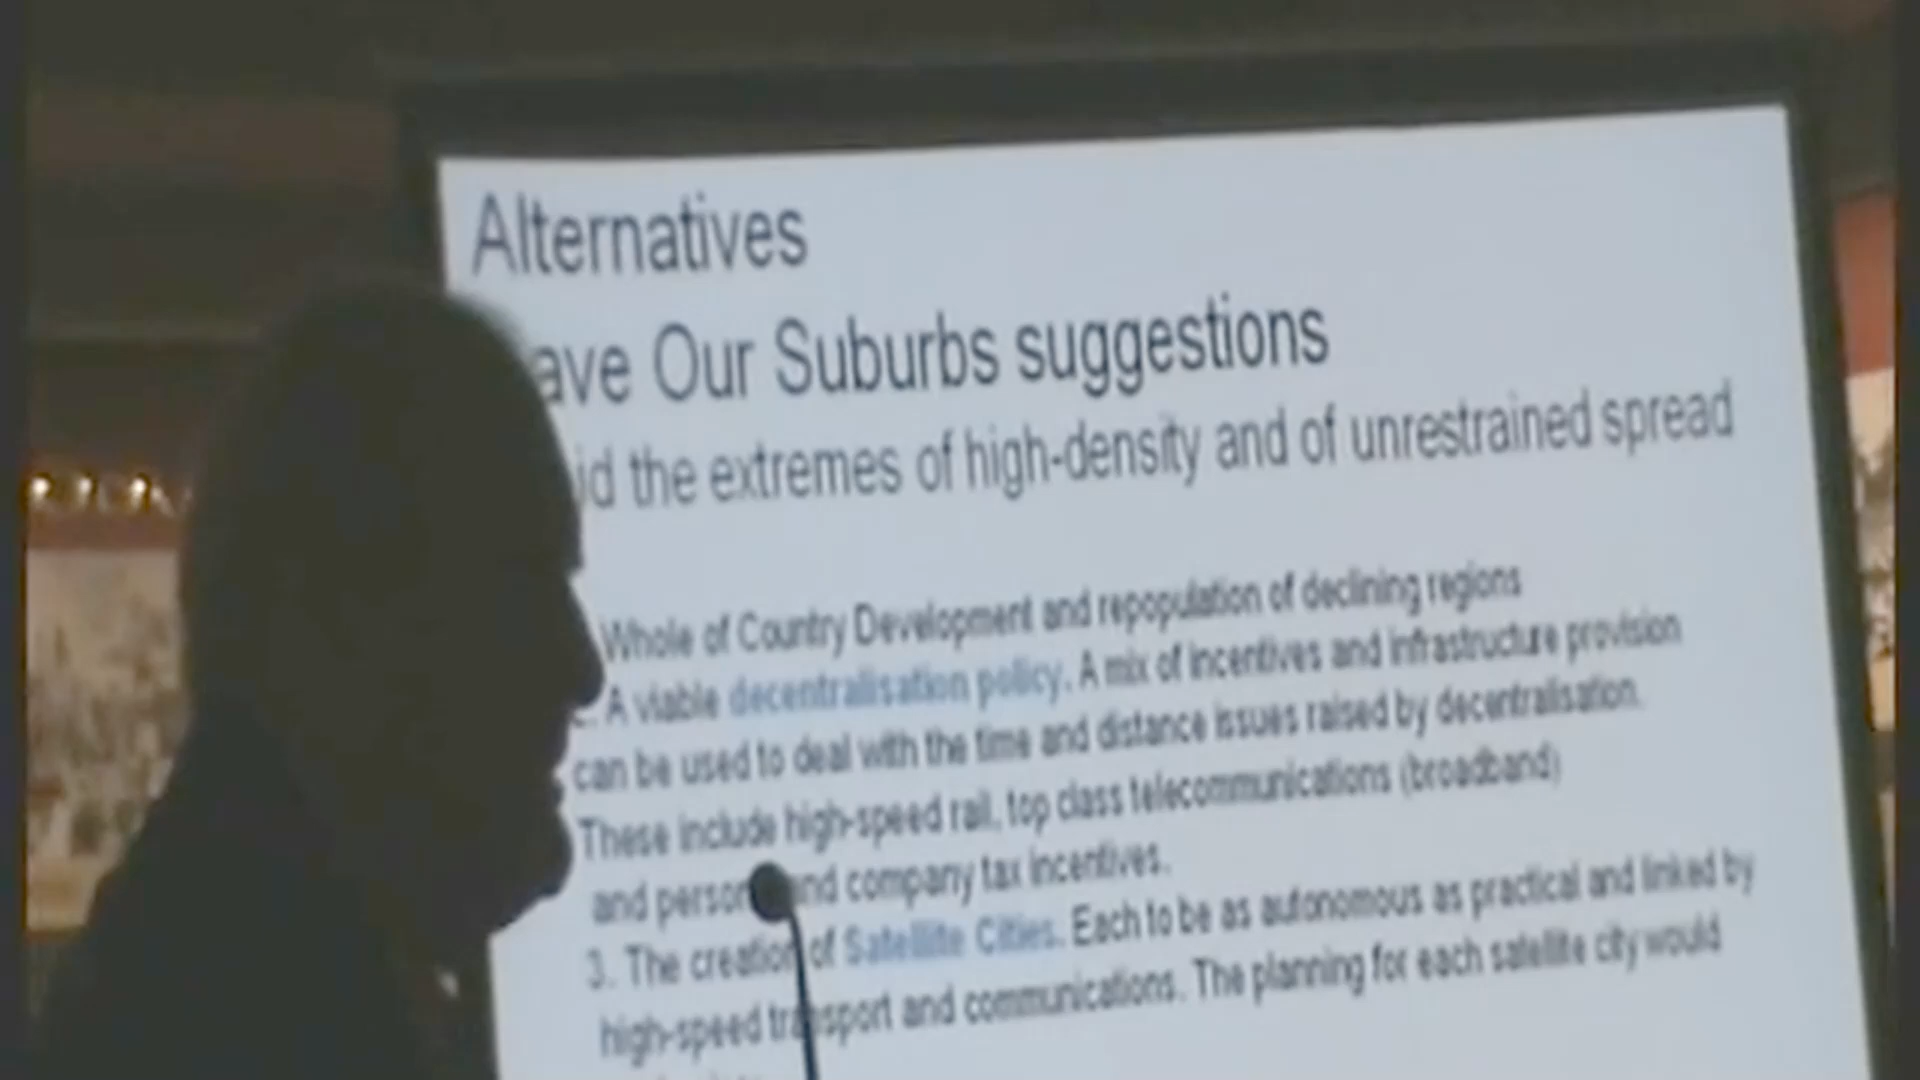 Alternatives
ave Our Suburbs suggestions
id the extremes of high-density and of unrestrained spread
Whole of Country Development and repopulation of declining regions
A viable decentralisation policy. A mix of incentives and infrastructure provision
can be used to deal with the time and distance issues raised by decentralisation.
These include high-speed rail, top class telecommunications (broadband)
and person and company tax incentives.
3. The creation of Satellite Cities. Each to be as autonomous as practical and linked by
high-speed transport and communications. The planning for each satellite city would